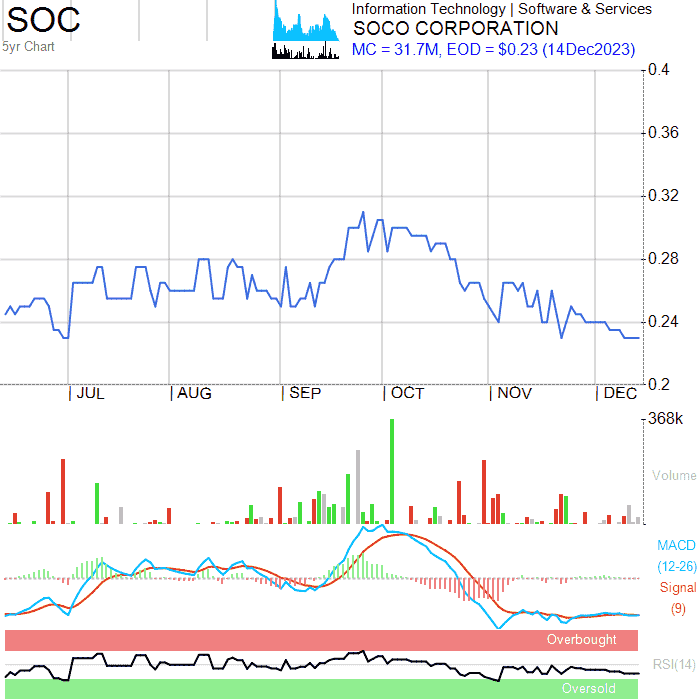 SOC
5yr Chart
Information Technology | Software & Services
SOCO CORPORATION
MC = 31.7M, EOD = $0.23 (14Dec2023)
0.4
0.36
0.32
0.28
0.24
0.2
JUL AUG SEP OCT NOV DEC
368k
Volume
MACD
(12-26)
Signal
(9)
Overbought
RSI(14)
Oversold